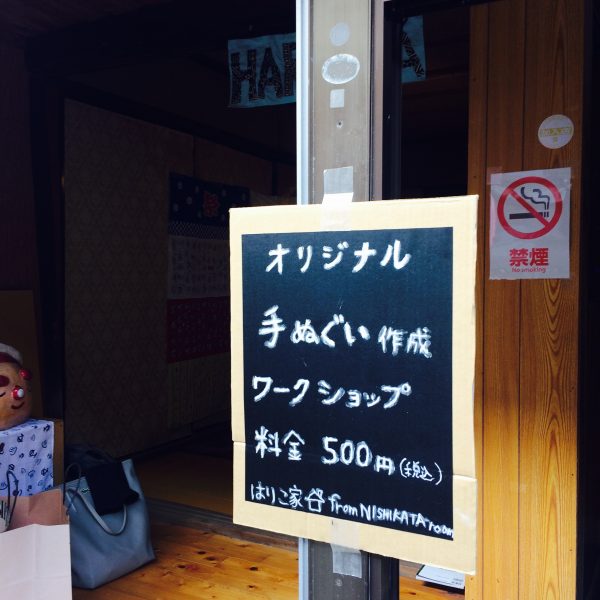 オリジナル
手ぬぐい作成
ワークショップ
料金 500円(税込)
はりこ家 from NISHIKATA room
禁煙
No smoking